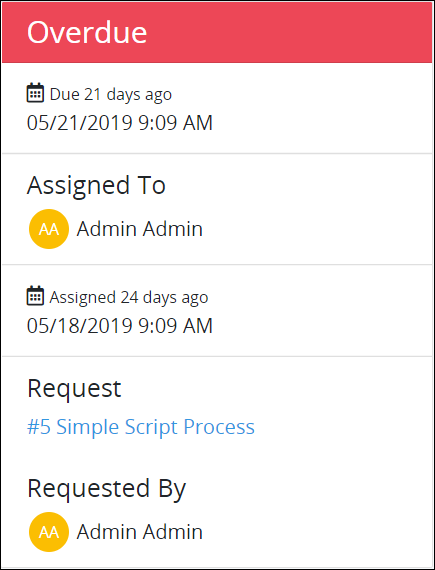 Overdue
Due 21 days ago
05/21/2019 9:09 AM
Assigned To
AA Admin Admin
Assigned 24 days ago
05/18/2019 9:09 AM
Request
#5 Simple Script Process
Requested By
AA Admin Admin